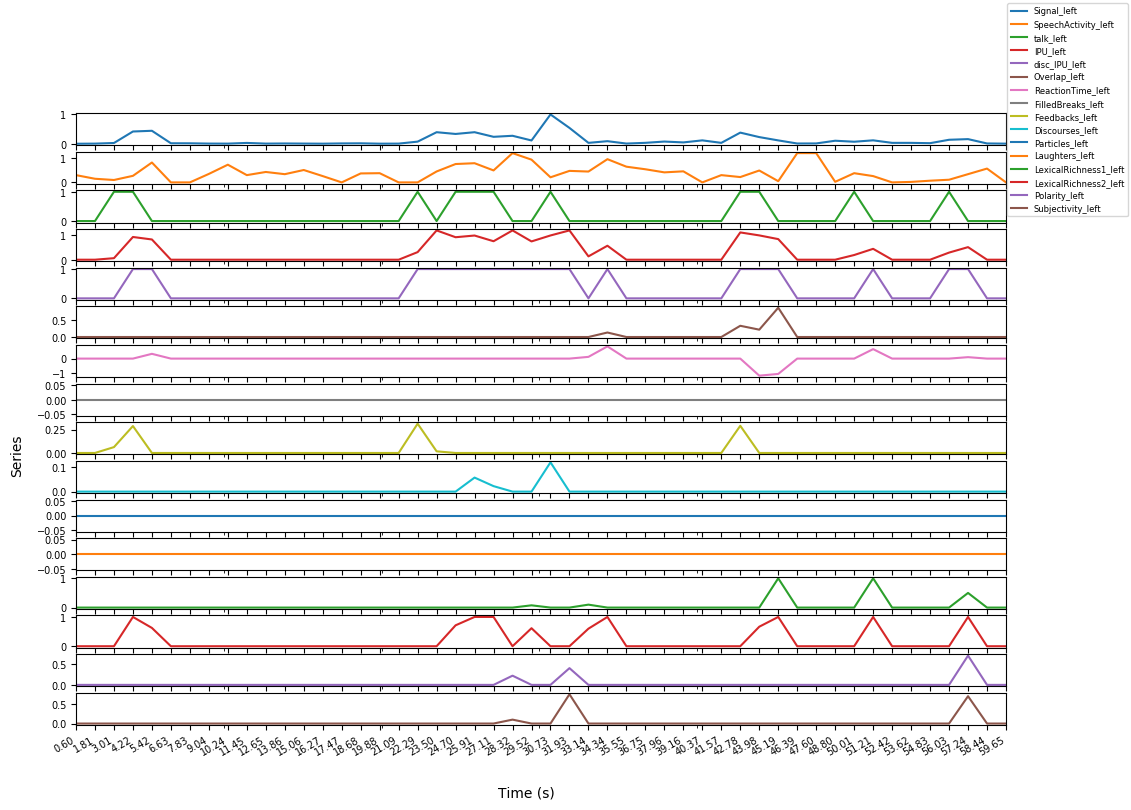 Signal_left
SpeechActivity_left
talk_left
IPU_left
disc_IPU_left
Overlap_left
ReactionTime_left
FilledBreaks_left
Feedbacks_left
Discourses_left
Particles_left
Laughters_left
LexicalRichness1_left
LexicalRichness2_left
Polarity_left
Subjectivity_left
1
0
1
0
1
0
1
0
1
0
0.5
0.0
0
−1
0.05
0.00
−0.05
0.25
0.00
0.1
0.0
0.05
0.00
−0.05
0.05
0.00
−0.05
1
0
1
0
0.5
0.0
0.5
0.0
Series
0.60 1.81 3.01 4.22 5.42 6.63 7.83 9.04 10.24 11.45 12.65 13.86 15.06 16.27 17.47 18.68 19.88 21.09 22.29 23.50 24.70 25.91 27.11 28.32 29.52 30.73 31.93 33.14 34.34 35.55 36.75 37.96 39.16 40.37 41.57 42.78 43.98 45.19 46.39 47.60 48.80 50.01 51.21 52.42 53.62 54.83 56.03 57.24 58.44 59.65
Time (s)